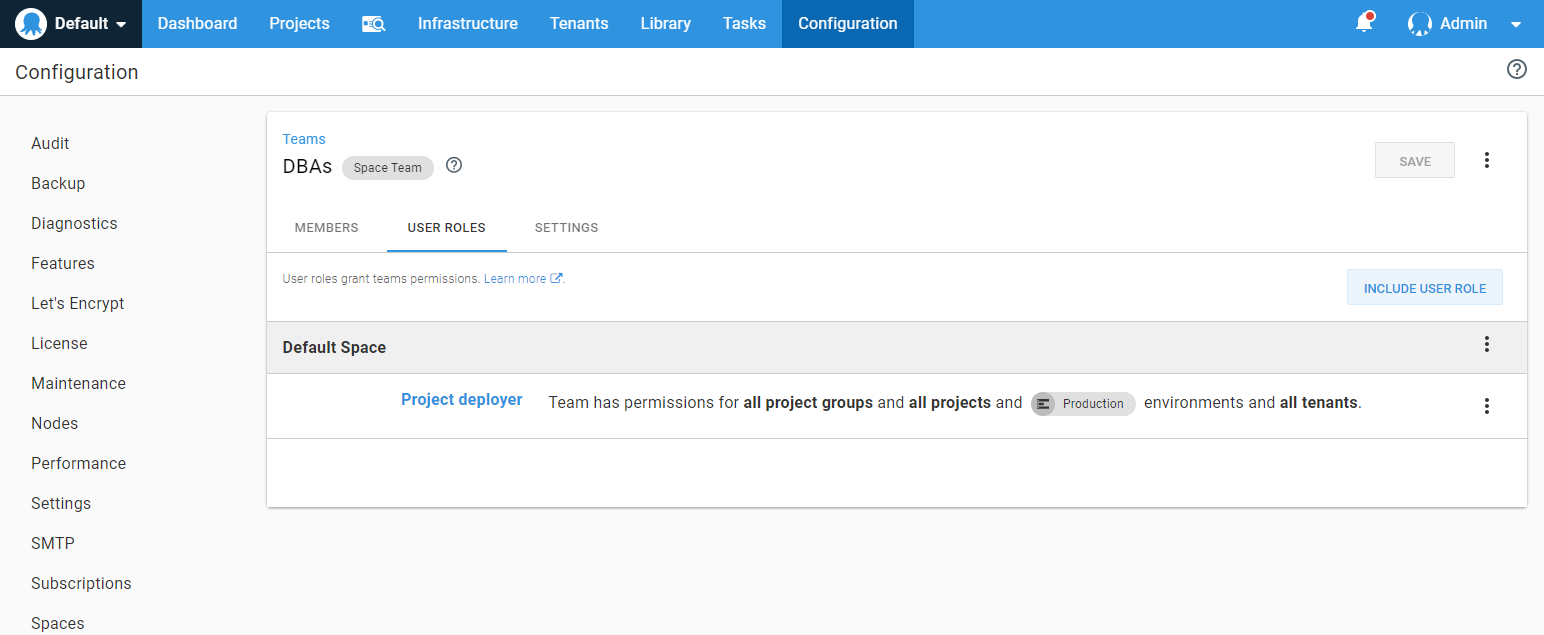 Default Dashboard Projects Infrastructure Tenants Library Tasks Configuration Admin
Configuration
Audit
Backup
Diagnostics
Features
Let's Encrypt
License
Maintenance
Nodes
Performance
Settings
SMTP
Subscriptions
Spaces
Teams
DBAs Space Team
SAVE
MEMBERS USER ROLES SETTINGS
User roles grant teams permissions. Learn more.
INCLUDE USER ROLE
Default Space
Project deployer Team has permissions for all project groups and all projects and Production environments and all tenants.